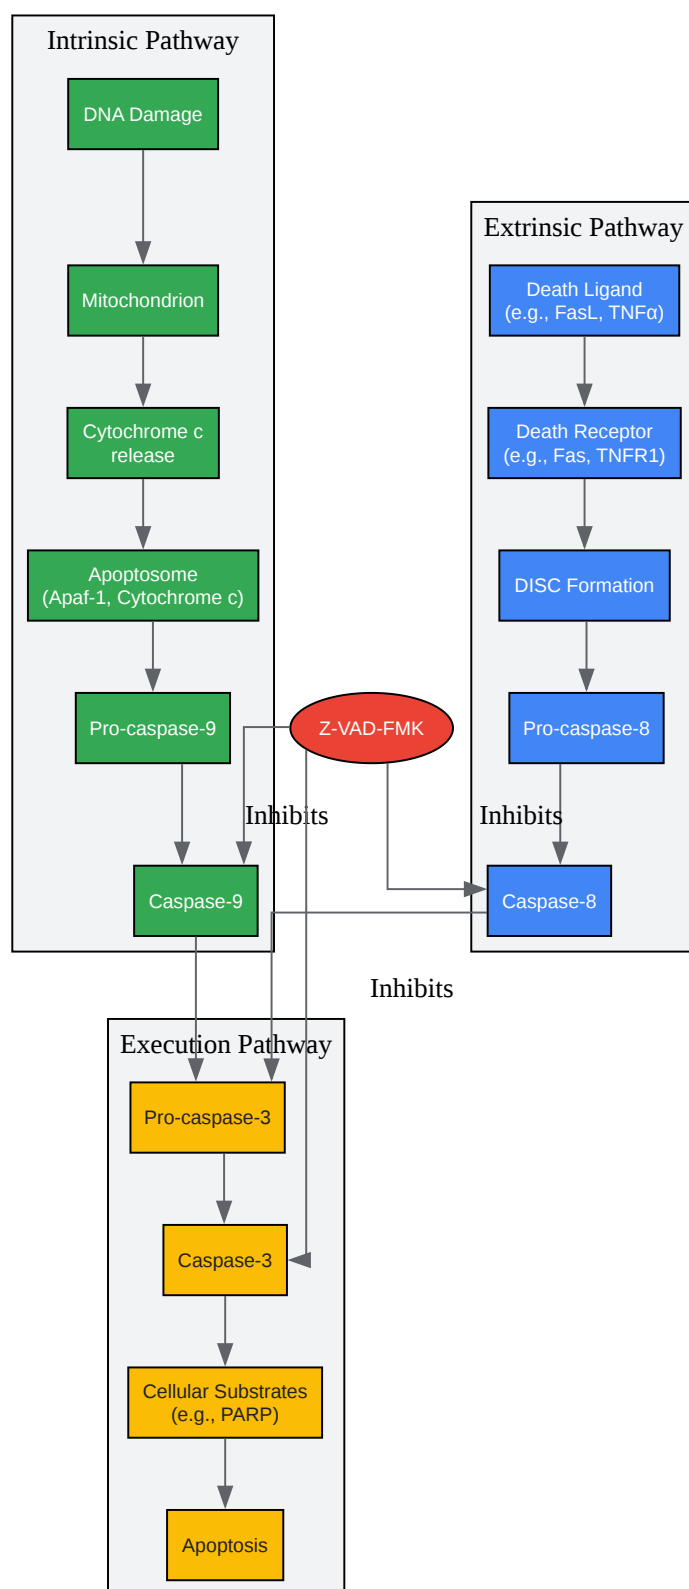 Intrinsic Pathway
DNA Damage
Mitochondrion
Cytochrome c
release
Apoptosome
(Apaf-1, Cytochrome c)
Pro-caspase-9
Caspase-9
Extrinsic Pathway
Death Ligand
(e.g., FasL, TNFα)
Death Receptor
(e.g., Fas, TNFR1)
DISC Formation
Pro-caspase-8
Caspase-8
Z-VAD-FMK
Inhibits
Inhibits
Inhibits
Execution Pathway
Pro-caspase-3
Caspase-3
Cellular Substrates
(e.g., PARP)
Apoptosis